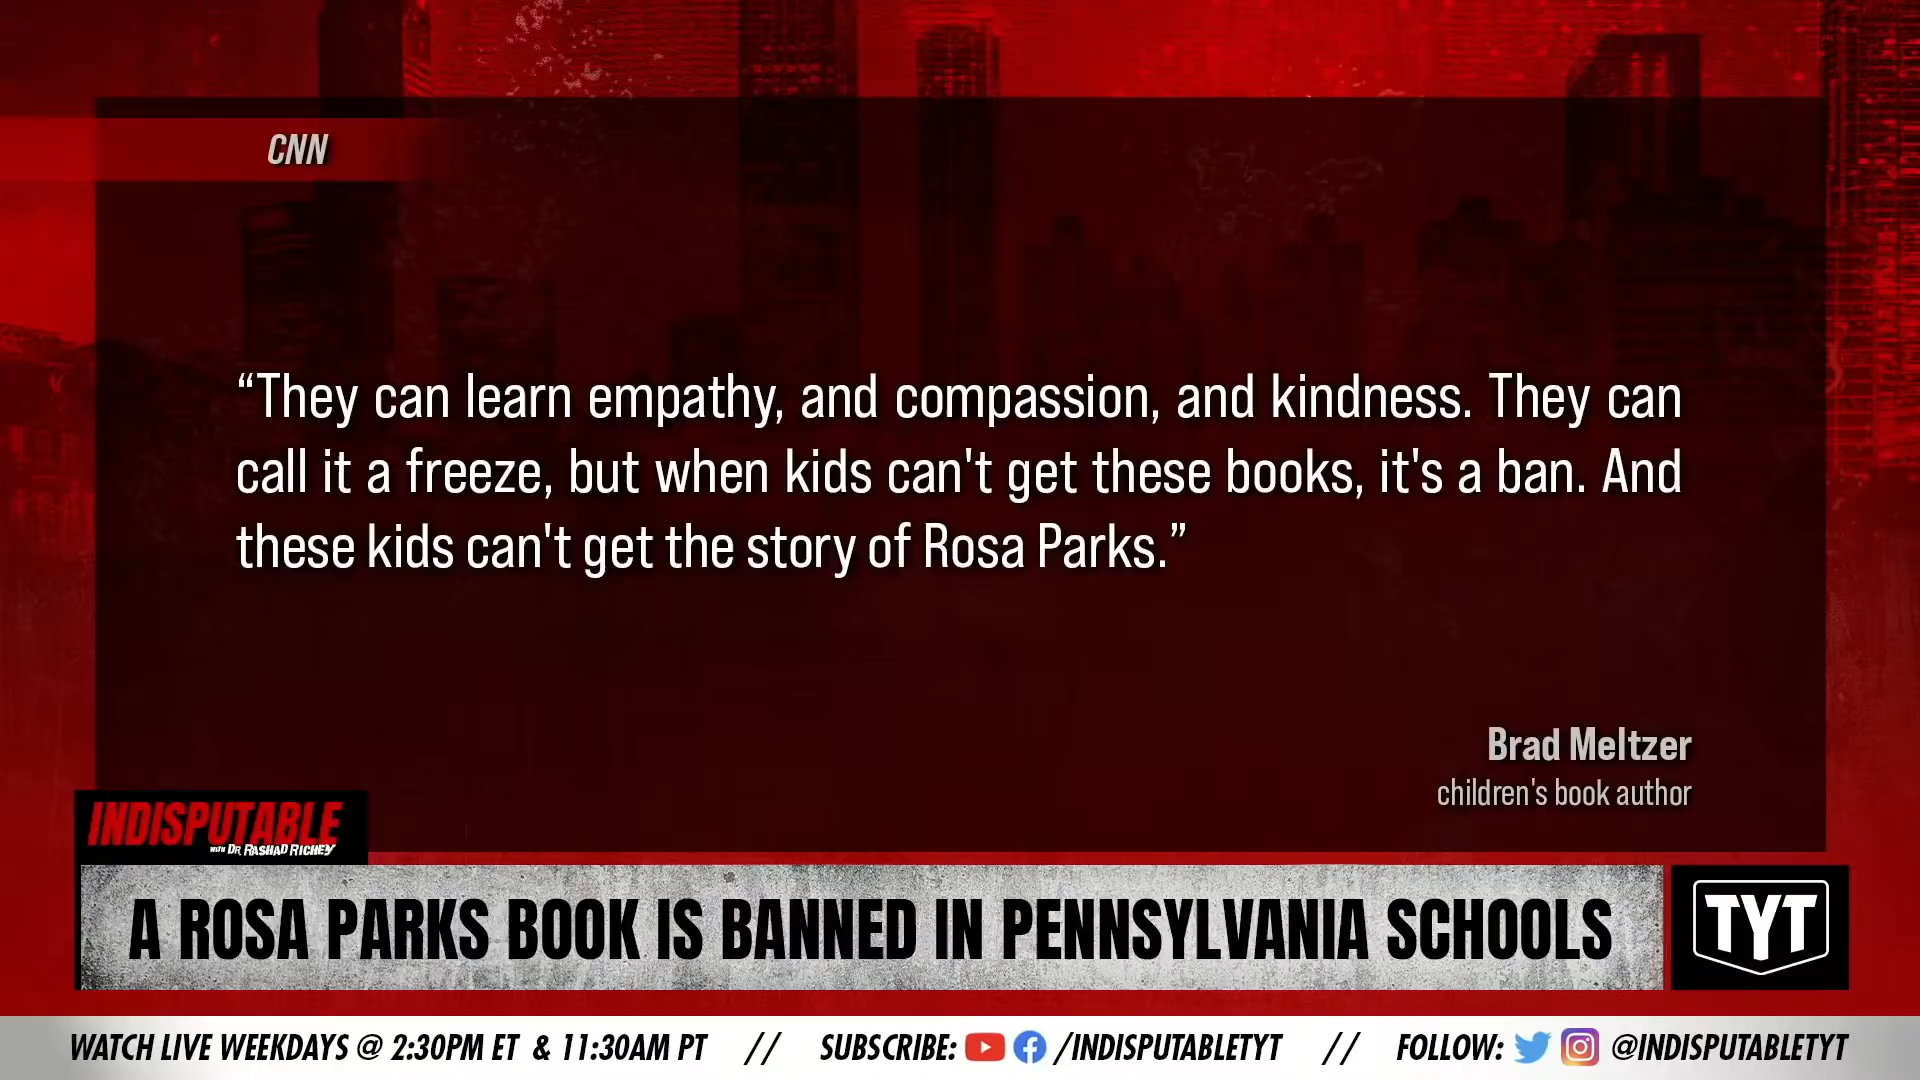 CNN
“They can learn empathy, and compassion, and kindness. They can
call it a freeze, but when kids can't get these books, it's a ban. And
these kids can't get the story of Rosa Parks.”
Brad Meltzer
children's book author
INDISPUTABLE
WITH DR RASHAD RICHEY
A ROSA PARKS BOOK IS BANNED IN PENNSYLVANIA SCHOOLS
TYT
WATCH LIVE WEEKDAYS @ 2:30PM ET & 11:30AM PT // SUBSCRIBE: /INDISPUTABLETYT // FOLLOW: @INDISPUTABLETYT